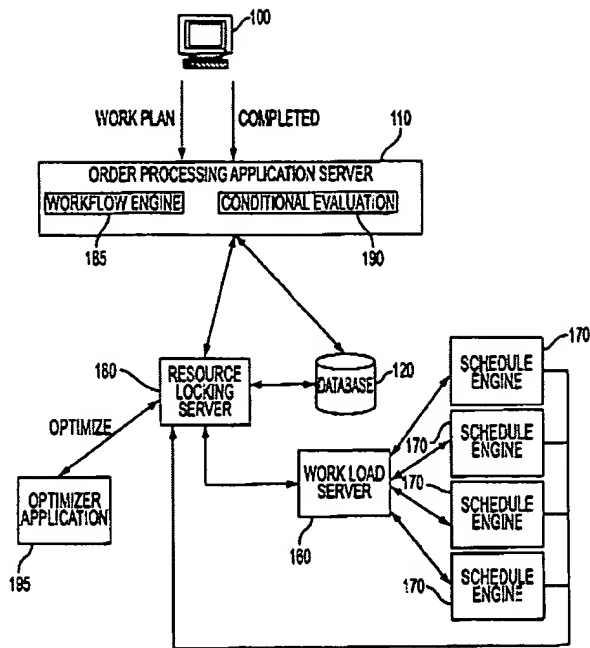 100
WORK PLAN
COMPLETED
110
ORDER PROCESSING APPLICATION SERVER
WORKFLOW ENGINE
CONDITIONAL EVALUATION
185
190
180
RESOURCE
LOCKING
SERVER
DATABASE
120
170
SCHEDULE
ENGINE
OPTIMIZE
170
SCHEDULE
ENGINE
WORK LOAD
SERVER
170
SCHEDULE
ENGINE
OPTIMIZER
APPLICATION
160
195
170
SCHEDULE
ENGINE